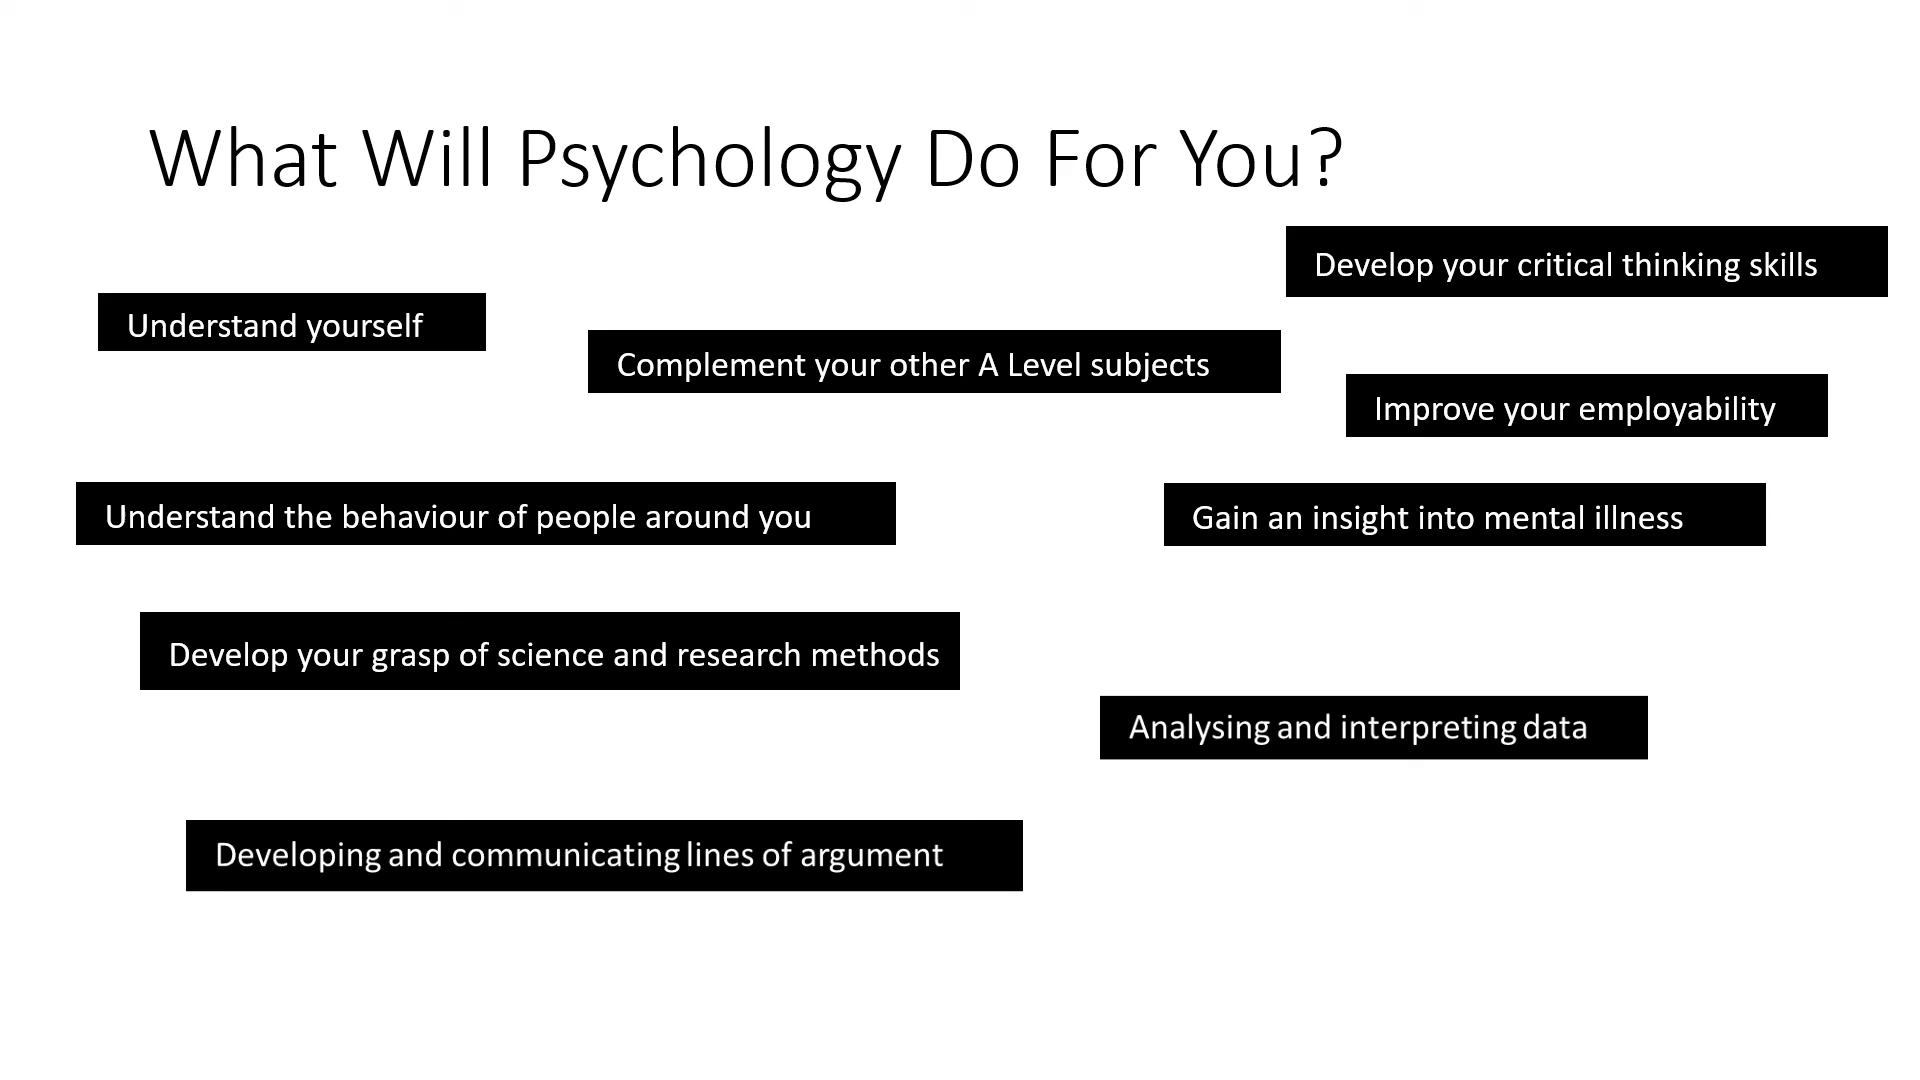 What Will Psychology Do For You?
Develop your critical thinking skills
Understand yourself
Complement your other A Level subjects
Improve your employability
Understand the behaviour of people around you
Gain an insight into mental illness
Develop your grasp of science and research methods
Analysing and interpreting data
Developing and communicating lines of argument